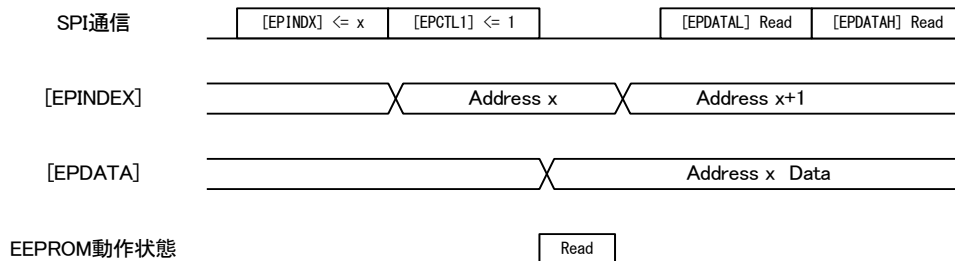 SPI通信 [EPINDX] <= x [EPCTL1] <= 1 [EPDATAL] Read [EPDATAH] Read
[EPINDEX] Address x Address x+1
[EPDATA] Address x Data
EEPROM動作状態 Read